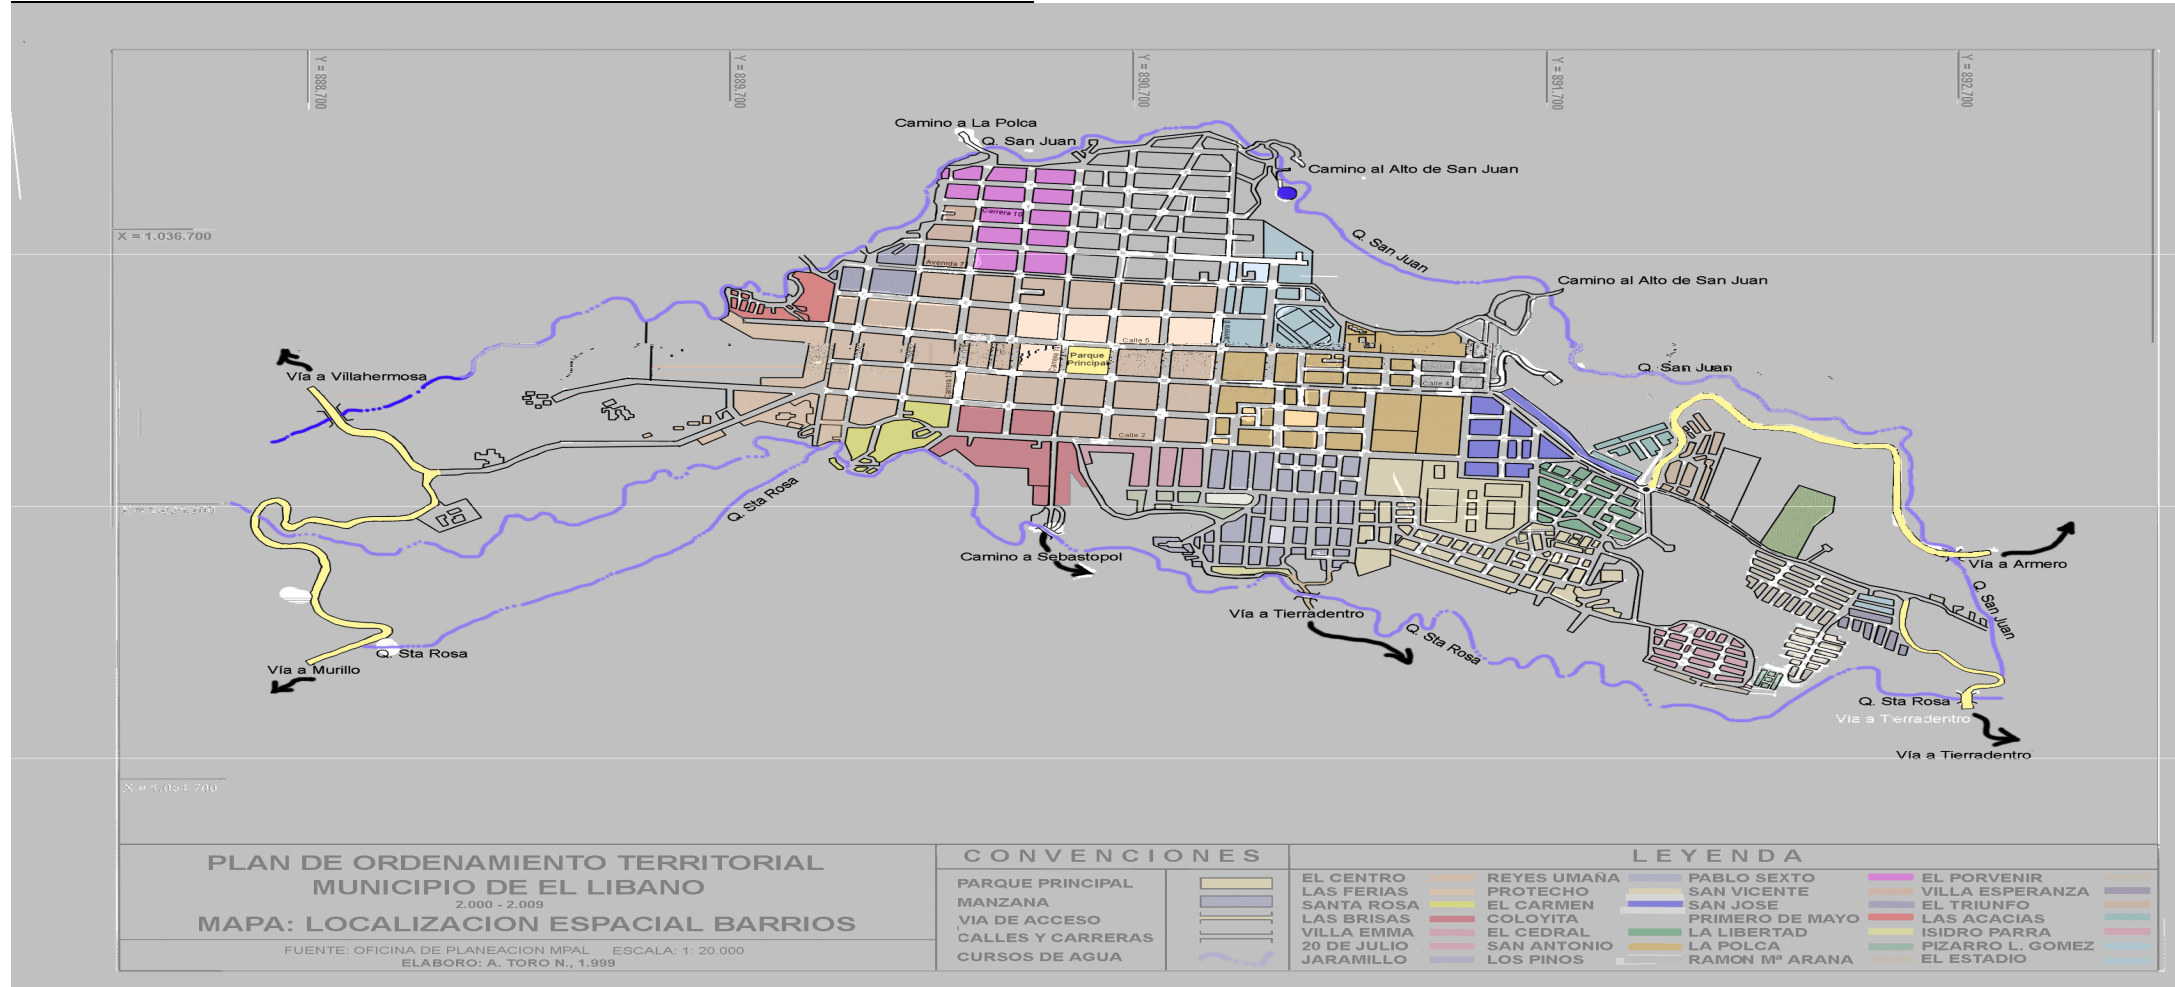 Y = 888.700
Y = 889.700
Y = 890.700
Y = 891.700
Y = 892.700
Camino a La Polca
Q. San Juan
Camino al Alto de San Juan
X = 1.036.700
Carrera 10
Q. San Juan
Avenida 7
Camino al Alto de San Juan
Calle 5
Parque
Principal
Vía a Villahermosa
Q. San Juan
Calle 4
Carrera 13
Calle 2
Q. Sta Rosa
Camino a Sebastopol
Vía a Armero
Q. San Juan
Vía a Tierradentro
Q. Sta Rosa
Q. Sta Rosa
Vía a Murillo
Q. Sta Rosa
Vía a Tierradentro
Vía a Tierradentro
X = 1.034.700
PLAN DE ORDENAMIENTO TERRITORIAL
MUNICIPIO DE EL LIBANO
2.000 - 2.009
MAPA: LOCALIZACION ESPACIAL BARRIOS
FUENTE: OFICINA DE PLANEACION MPAL ESCALA: 1: 20.000
ELABORO: A. TORO N., 1.999
CONVENCIONES
PARQUE PRINCIPAL
MANZANA
VIA DE ACCESO
CALLES Y CARRERAS
CURSOS DE AGUA
LEYENDA
EL CENTRO
LAS FERIAS
SANTA ROSA
LAS BRISAS
VILLA EMMA
20 DE JULIO
JARAMILLO
REYES UMAÑA
PROTECHO
EL CARMEN
COLOYITA
EL CEDRAL
SAN ANTONIO
LOS PINOS
PABLO SEXTO
SAN VICENTE
SAN JOSE
PRIMERO DE MAYO
LA LIBERTAD
LA POLCA
RAMON Mª ARANA
EL PORVENIR
VILLA ESPERANZA
EL TRIUNFO
LAS ACACIAS
ISIDRO PARRA
PIZARRO L. GOMEZ
EL ESTADIO